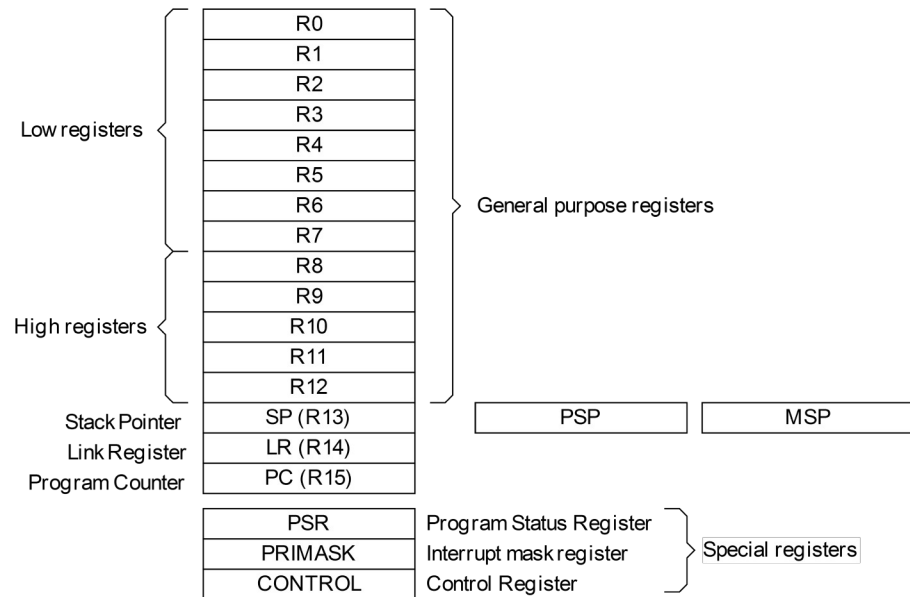 R0
R1
R2
R3
Low registers
R4
R5
R6
General purpose registers
R7
R8
R9
High registers
R10
R11
R12
Stack Pointer SP (R13) PSP MSP
Link Register LR (R14)
Program Counter PC (R15)
PSR Program Status Register
PRIMASK Interrupt mask register Special registers
CONTROL Control Register